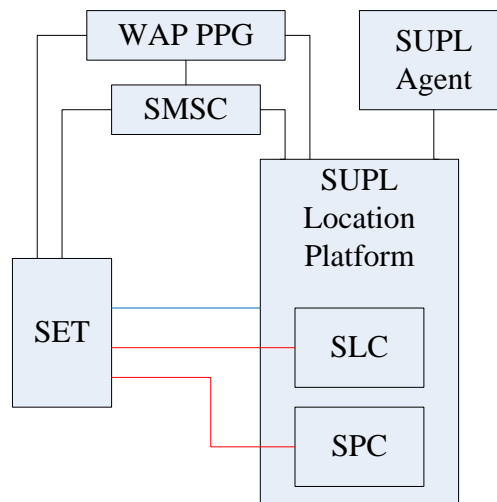 WAP PPG
SUPL
Agent
SMSC
SUPL
Location
Platform
SET
SLC
SPC